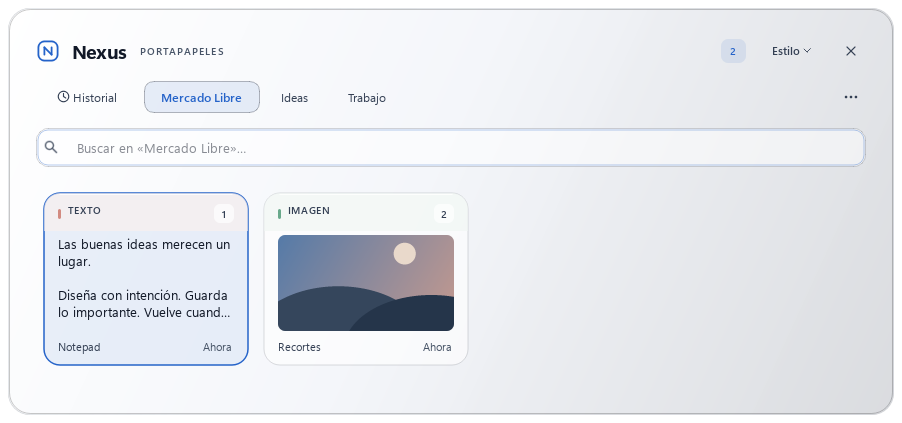 Nexus PORTAPAPELES 2 Estilo
Historial Mercado Libre Ideas Trabajo
Buscar en «Mercado Libre»...
TEXTO 1
Las buenas ideas merecen un
lugar.
Diseña con intención. Guarda
lo importante. Vuelve cuand...
Notepad Ahora
IMAGEN 2
Recortes Ahora